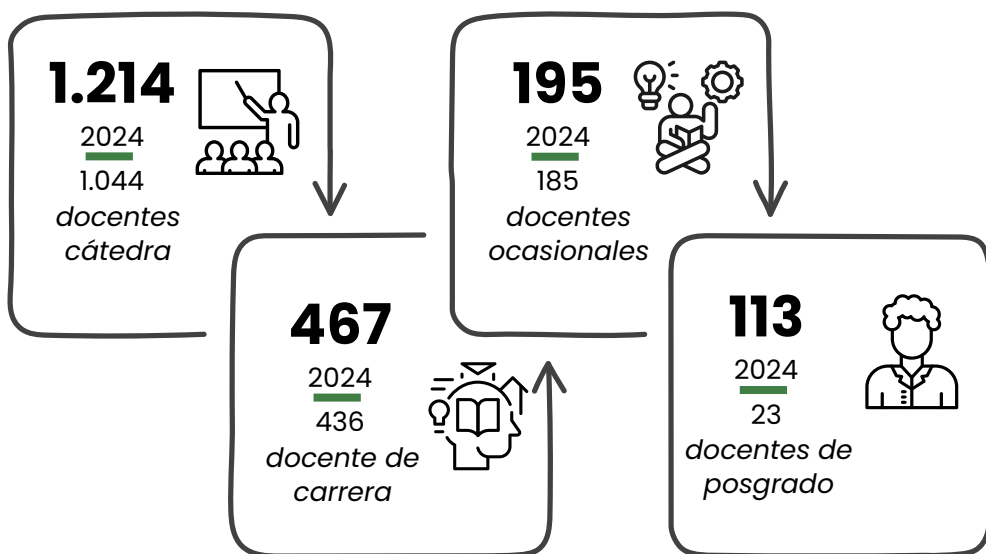 1.214
2024
1.044
docentes
cátedra
467
2024
436
docente de
carrera
195
2024
185
docentes
ocasionales
113
2024
23
docentes de
posgrado